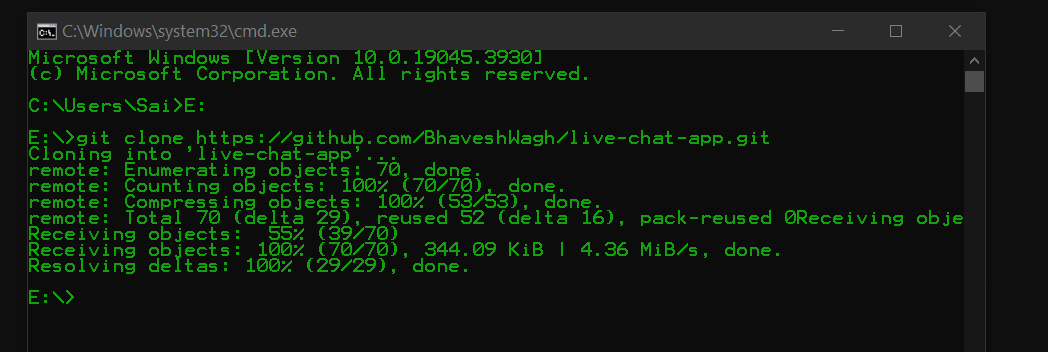 C:\Windows\system32\cmd.exe
Microsoft Windows [Version 10.0.19045.3930]
(c) Microsoft Corporation. All rights reserved.
C:\Users\Sai>E:
E:\>git clone https://github.com/BhaveshWagh/live-chat-app.git
Cloning into 'live-chat-app'...
remote: Enumerating objects: 70, done.
remote: Counting objects: 100% (70/70), done.
remote: Compressing objects: 100% (53/53), done.
remote: Total 70 (delta 29), reused 52 (delta 16), pack-reused 0Receiving obje
Receiving objects:  55% (39/70)
Receiving objects: 100% (70/70), 344.09 KiB | 4.36 MiB/s, done.
Resolving deltas: 100% (29/29), done.
E:\>